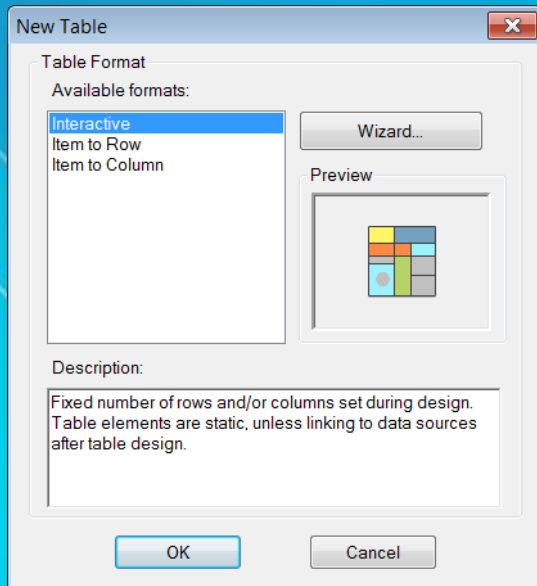 New Table
Table Format
Available formats:
Interactive
Item to Row
Item to Column
Wizard...
Preview
Description:
Fixed number of rows and/or columns set during design.
Table elements are static, unless linking to data sources
after table design.
OK
Cancel